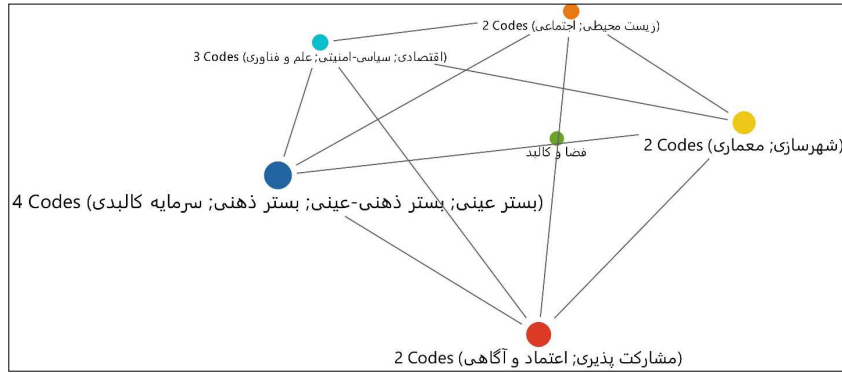 2 Codes (زیست محیطی; اجتماعی)
3 Codes (اقتصادی; سیاسی-امنیتی; علم و فناوری)
فضا و کالبد
2 Codes (شهرسازی; معماری)
4 Codes (بستر عینی; بستر ذهنی-عینی; بستر ذهنی; سرمایه کالبدی)
2 Codes (مشارکت پذیری; اعتماد و آگاهی)